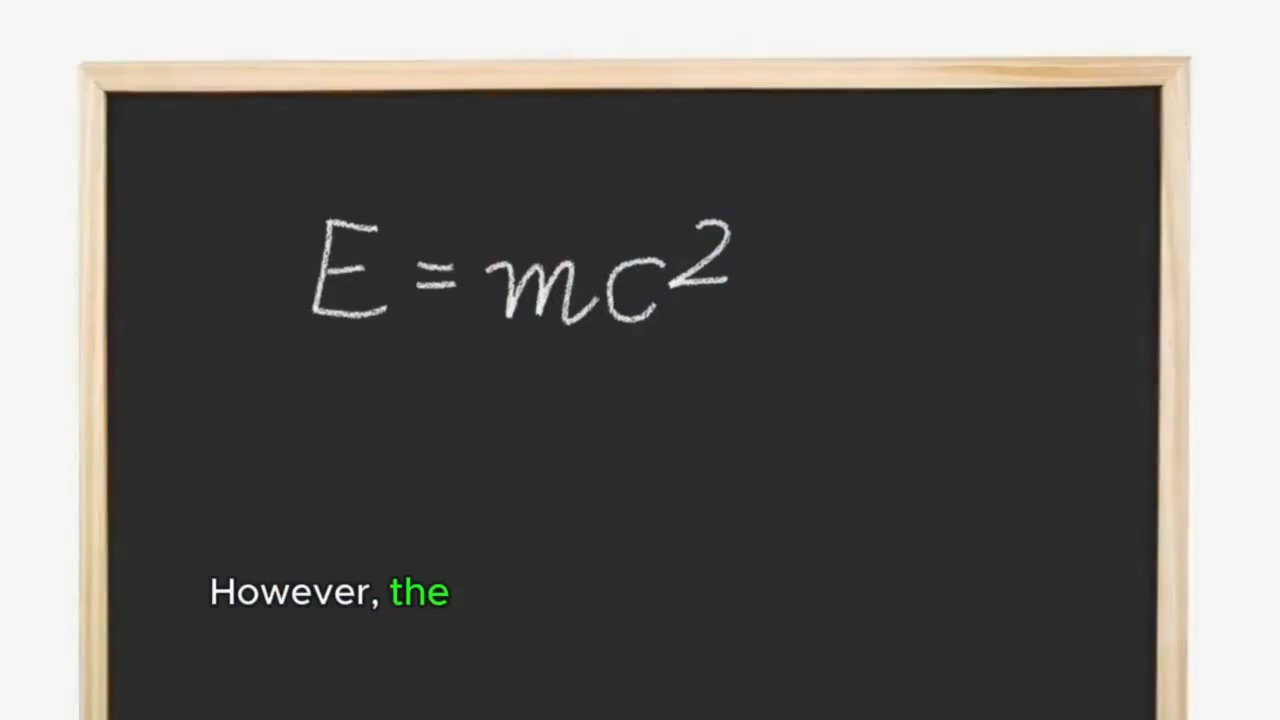 E = mc²
However, the